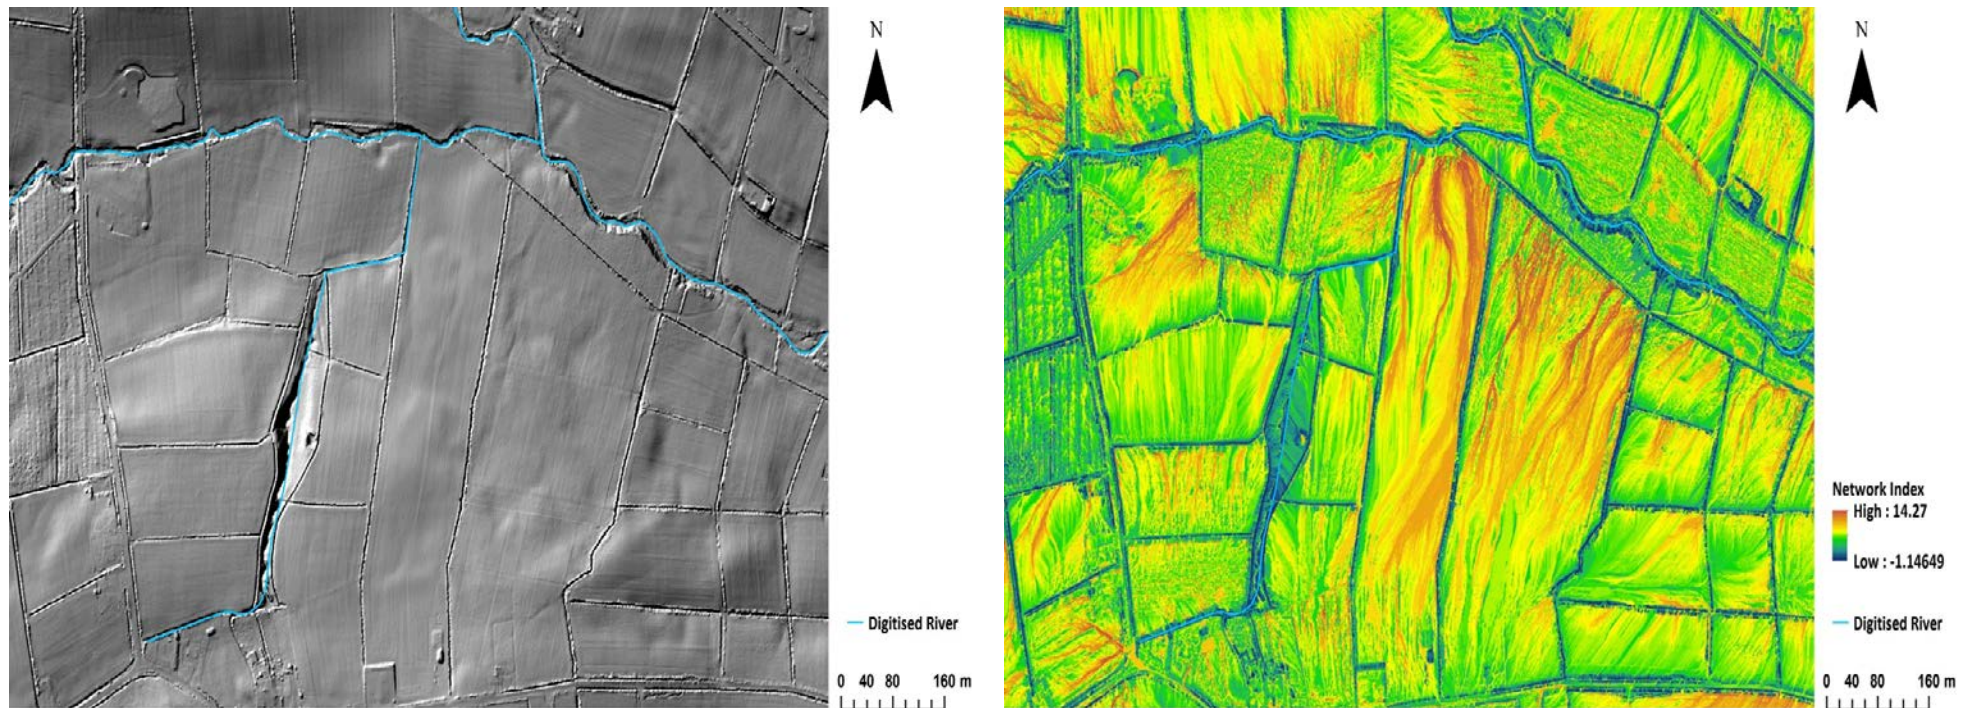 N
Digitised River
0 40 80 160 m
N
Network Index
High : 14.27
Low : -1.14649
Digitised River
0 40 80 160 m